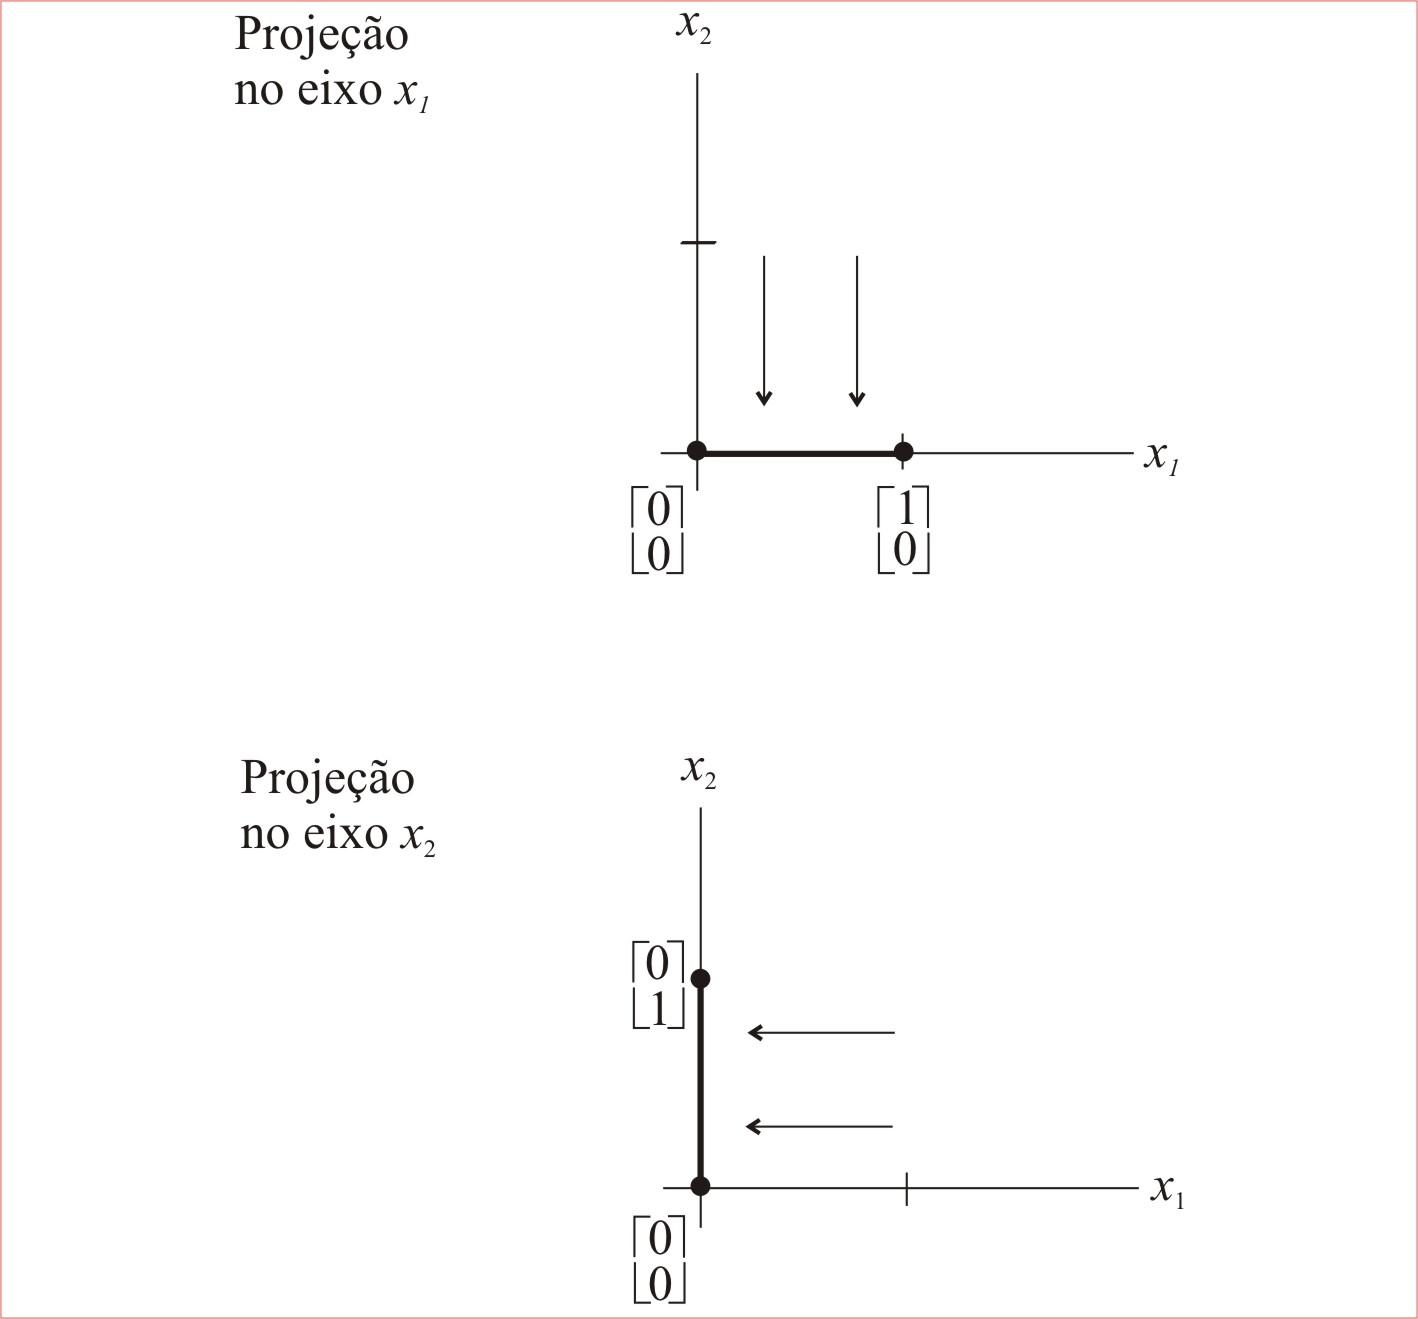 Projeção
no eixo x₁
x₂
x₁
[0
0]
[1
0]
Projeção
no eixo x₂
x₂
[0
1]
x₁
[0
0]